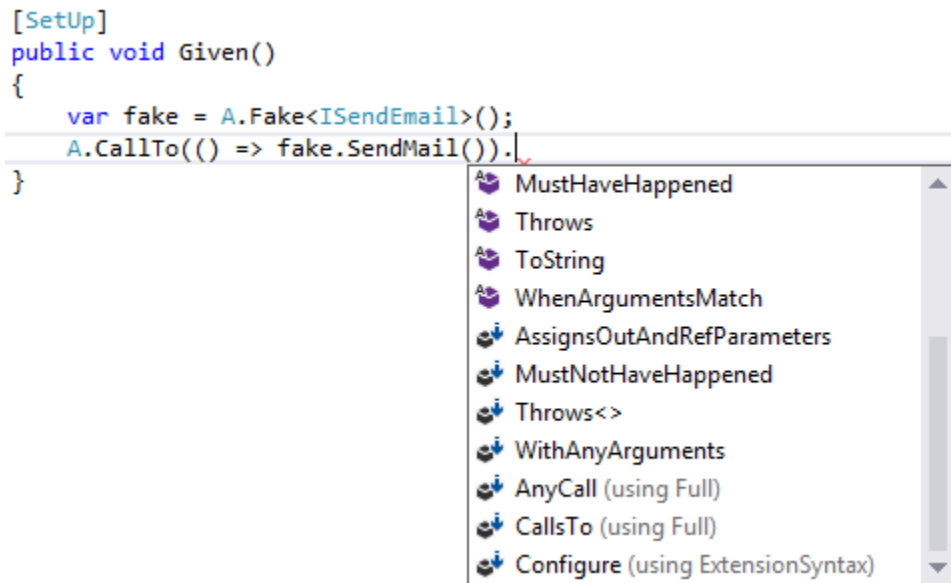 [SetUp]
public void Given()
{
var fake = A.Fake<ISendEmail>();
A.CallTo(() => fake.SendMail()).
}
MustHaveHappened
Throws
ToString
WhenArgumentsMatch
AssignsOutAndRefParameters
MustNotHaveHappened
Throws<>
WithAnyArguments
AnyCall (using Full)
CallsTo (using Full)
Configure (using ExtensionSyntax)